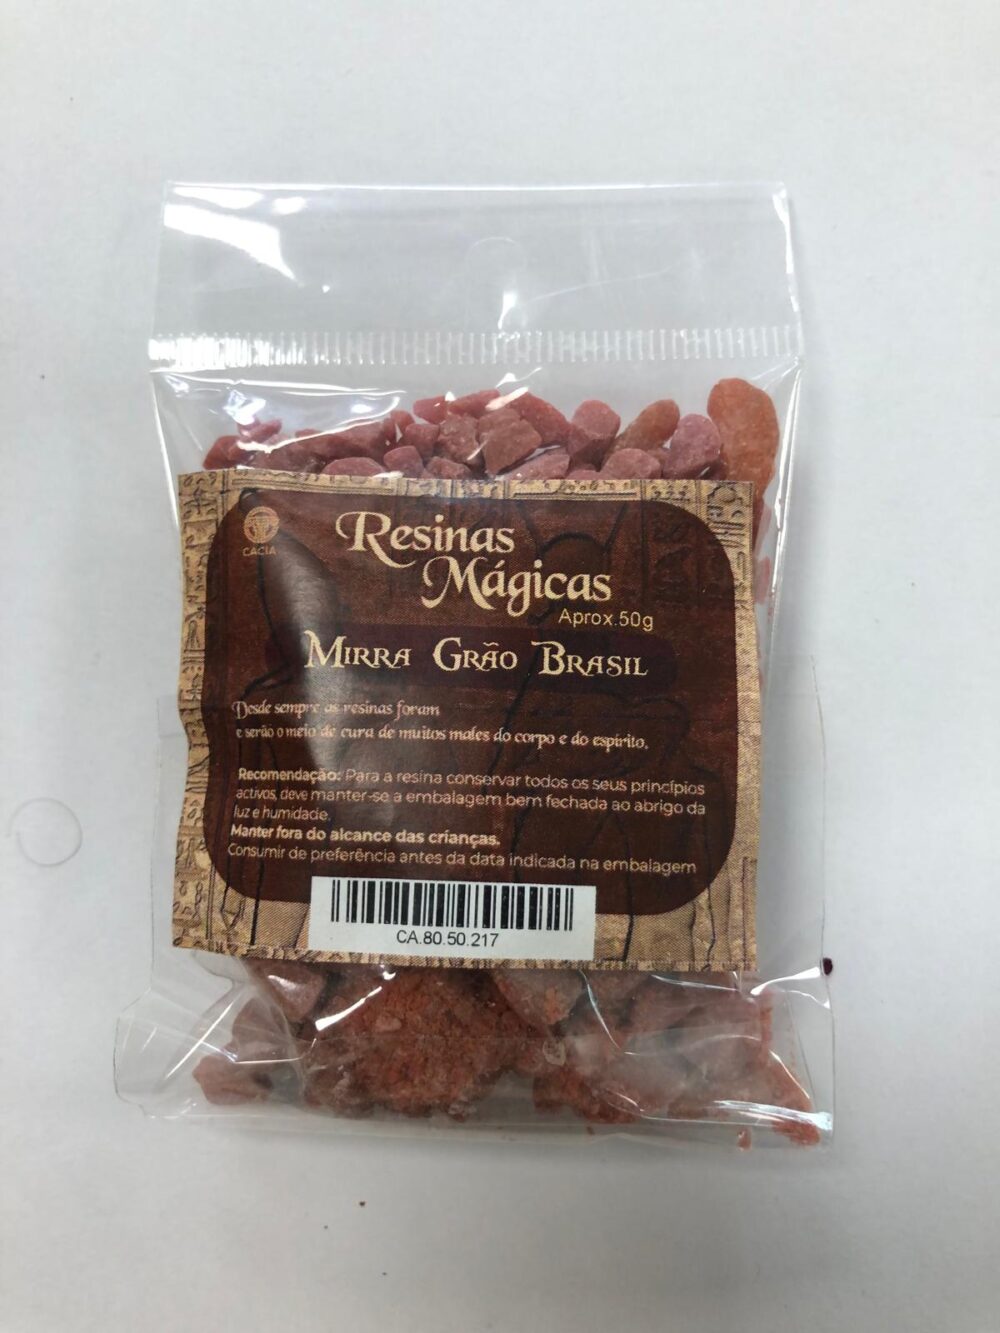 CACIA
Resinas
Mágicas
Aprox.50g
Mirra Grão Brasil
Desde sempre as resinas foram
e serão o meio de cura de muitos males do corpo e do espírito.
Recomendação: Para a resina conservar todos os seus princípios
activos, deve manter-se a embalagem bem fechada ao abrigo da
luz e humidade.
Manter fora do alcance das crianças.
Consumir de preferência antes da data indicada na embalagem
CA.80.50.217